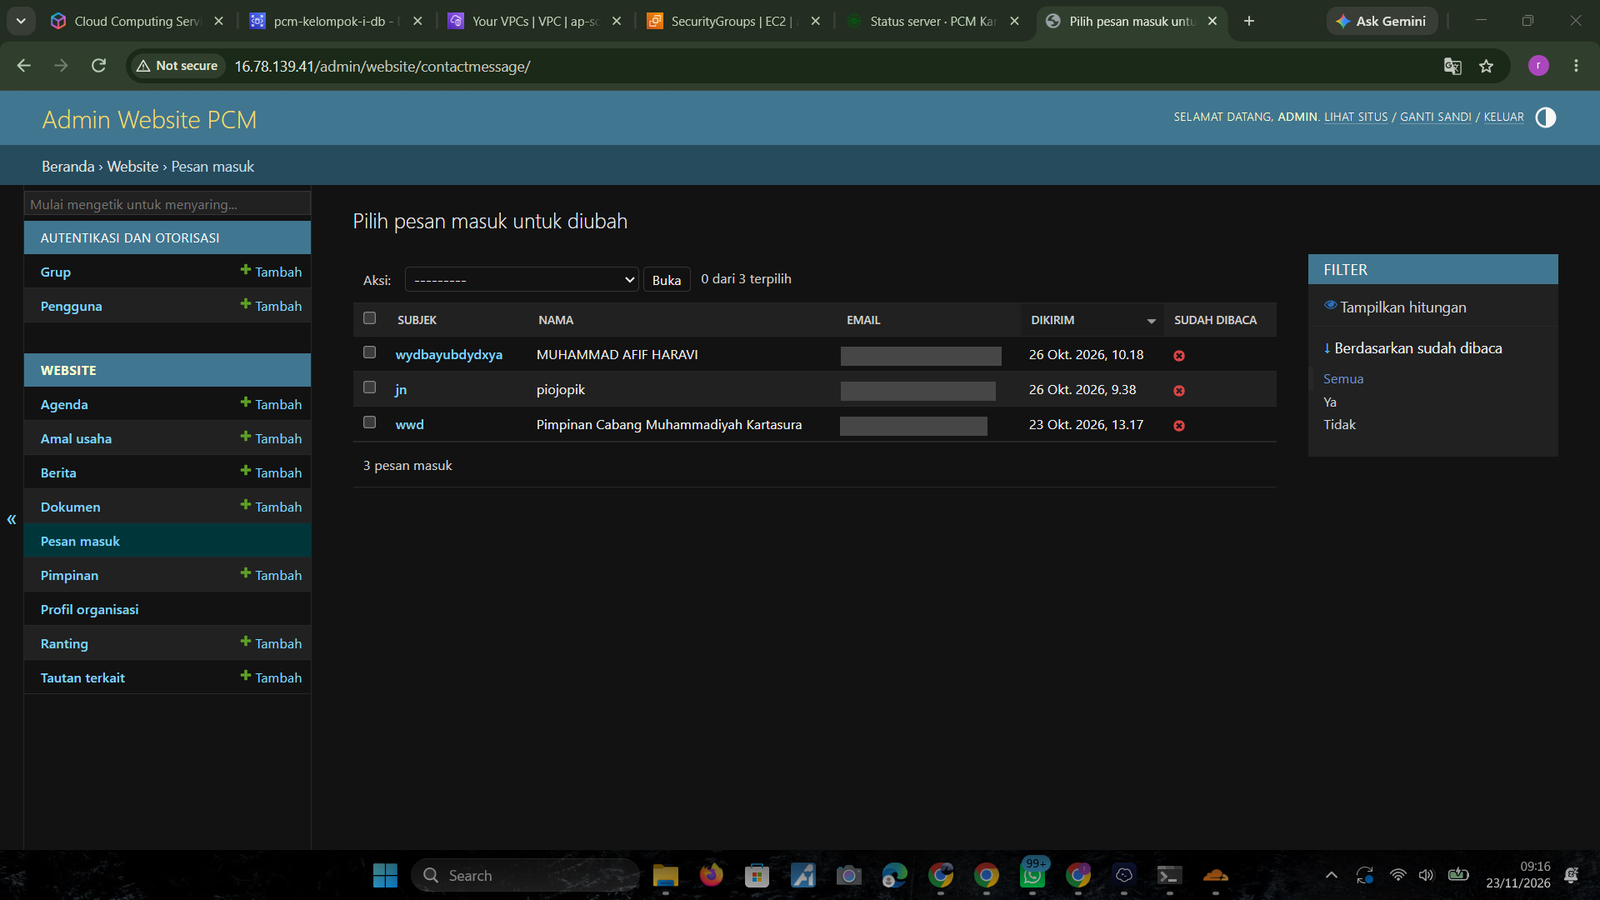 Cloud Computing Servi
pcm-kelompok-i-db -
Your VPCs | VPC | ap-so
SecurityGroups | EC2 |
Status server · PCM Kar
Pilih pesan masuk untu
Ask Gemini
Not secure
16.78.139.41/admin/website/contactmessage/
r
Admin Website PCM
SELAMAT DATANG, ADMIN. LIHAT SITUS / GANTI SANDI / KELUAR
Beranda › Website › Pesan masuk
Mulai mengetik untuk menyaring...
AUTENTIKASI DAN OTORISASI
Grup Tambah
Pengguna Tambah
WEBSITE
Agenda Tambah
Amal usaha Tambah
Berita Tambah
Dokumen Tambah
«
Pesan masuk
Pimpinan Tambah
Profil organisasi
Ranting Tambah
Tautan terkait Tambah
Pilih pesan masuk untuk diubah
Aksi: --------- Buka 0 dari 3 terpilih
SUBJEK NAMA EMAIL DIKIRIM SUDAH DIBACA
wydbayubdydxya MUHAMMAD AFIF HARAVI 26 Okt. 2026, 10.18
jn piojopik 26 Okt. 2026, 9.38
wwd Pimpinan Cabang Muhammadiyah Kartasura 23 Okt. 2026, 13.17
3 pesan masuk
FILTER
Tampilkan hitungan
↓ Berdasarkan sudah dibaca
Semua
Ya
Tidak
Search
99+
09:16
23/11/2026